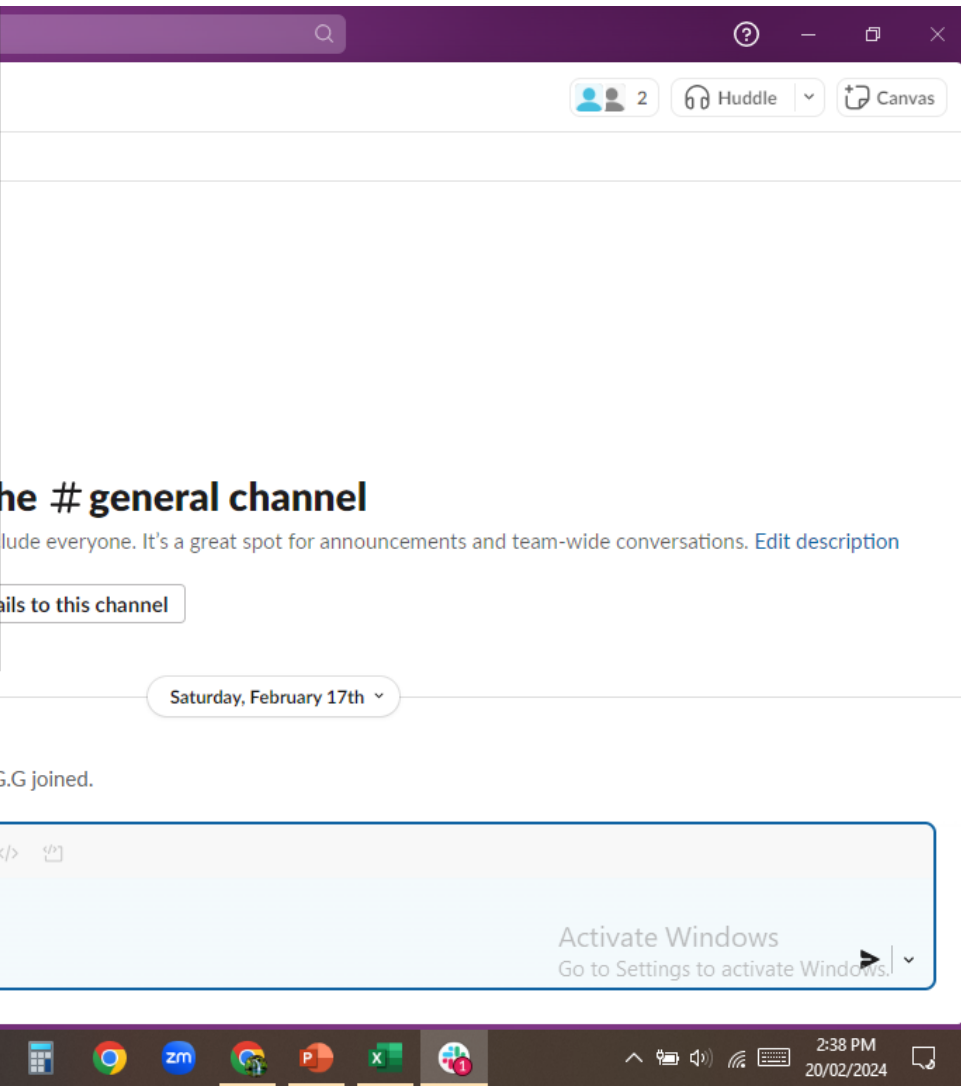 2
Huddle
Canvas
he # general channel
lude everyone. It's a great spot for announcements and team-wide conversations. Edit description
ails to this channel
Saturday, February 17th
G.G joined.
</>
Activate Windows
Go to Settings to activate Windows.
zm
P
X
1
2:38 PM
20/02/2024